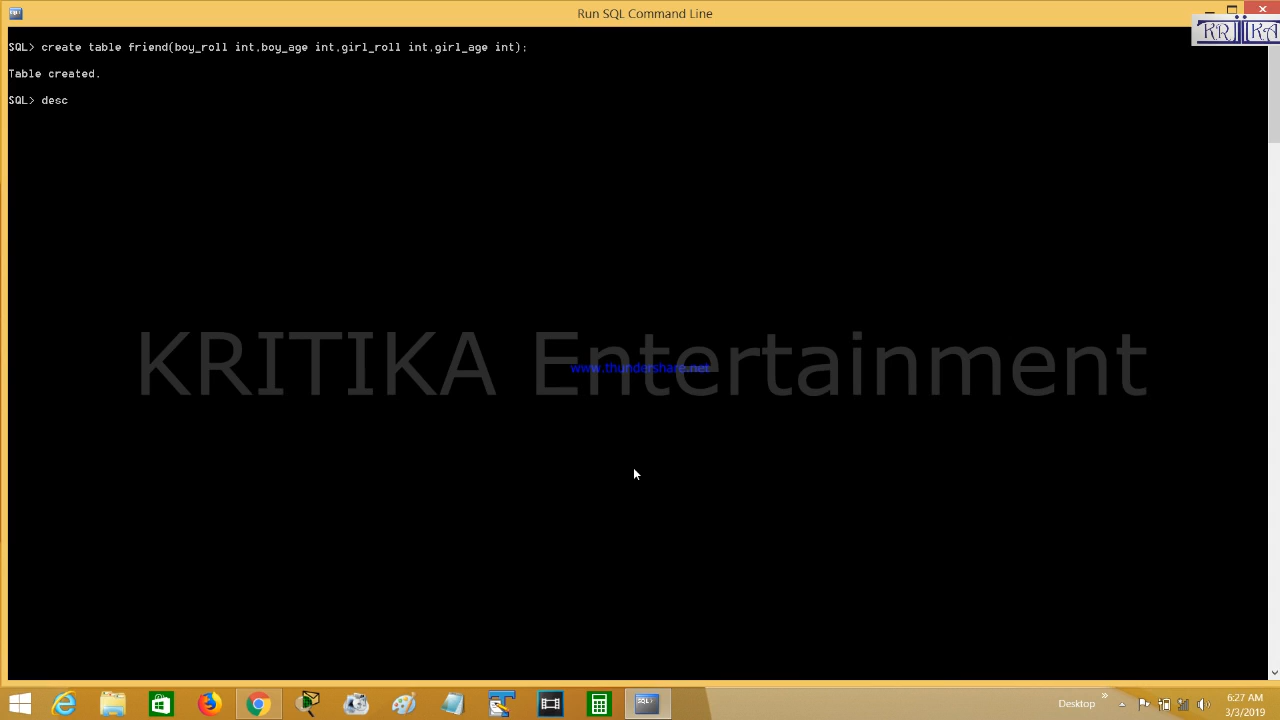 Run SQL Command Line
KRITIKA
SQL> create table friend(boy_roll int,boy_age int,girl_roll int,girl_age int);
Table created.
SQL> desc
KRITIKA Entertainment
www.thundershare.net
Desktop
6:27 AM
3/3/2019